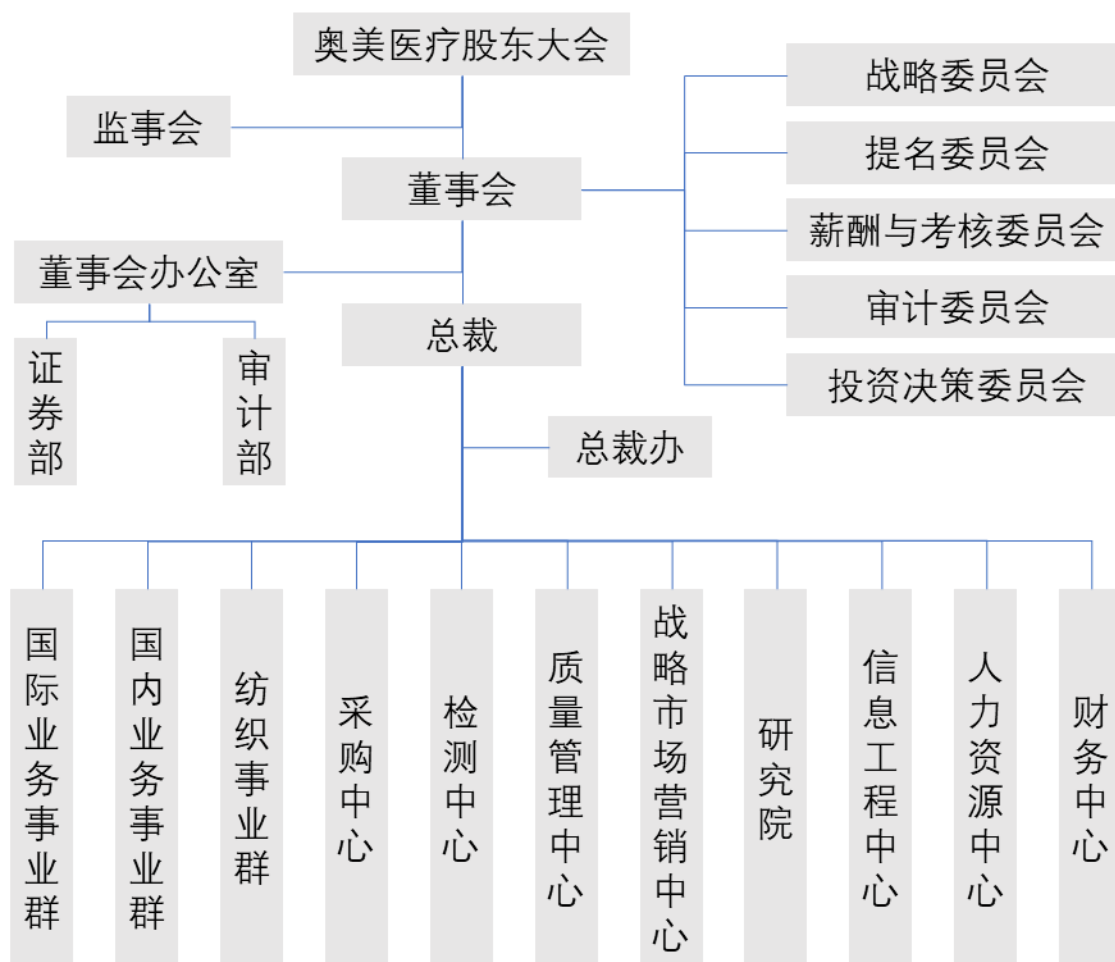 奥美医疗股东大会
战略委员会
监事会
提名委员会
董事会
薪酬与考核委员会
董事会办公室
审计委员会
总裁
证券部
审计部
投资决策委员会
总裁办
国际业务事业群
国内业务事业群
纺织事业群
采购中心
检测中心
质量管理中心
战略市场营销中心
研究院
信息工程中心
人力资源中心
财务中心